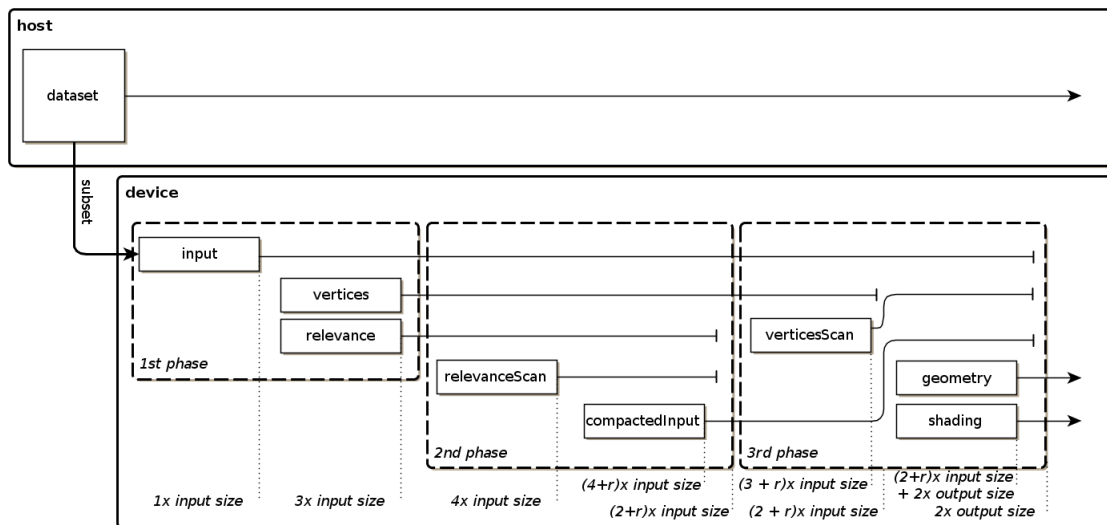 host
dataset
subset
device
input
vertices
relevance
1st phase
relevanceScan
compactedInput
2nd phase
verticesScan
geometry
shading
3rd phase
1x input size
3x input size
4x input size
(4+r)x input size
(2+r)x input size
(3 + r)x input size
(2 + r)x input size
(2+r)x input size
+ 2x output size
2x output size